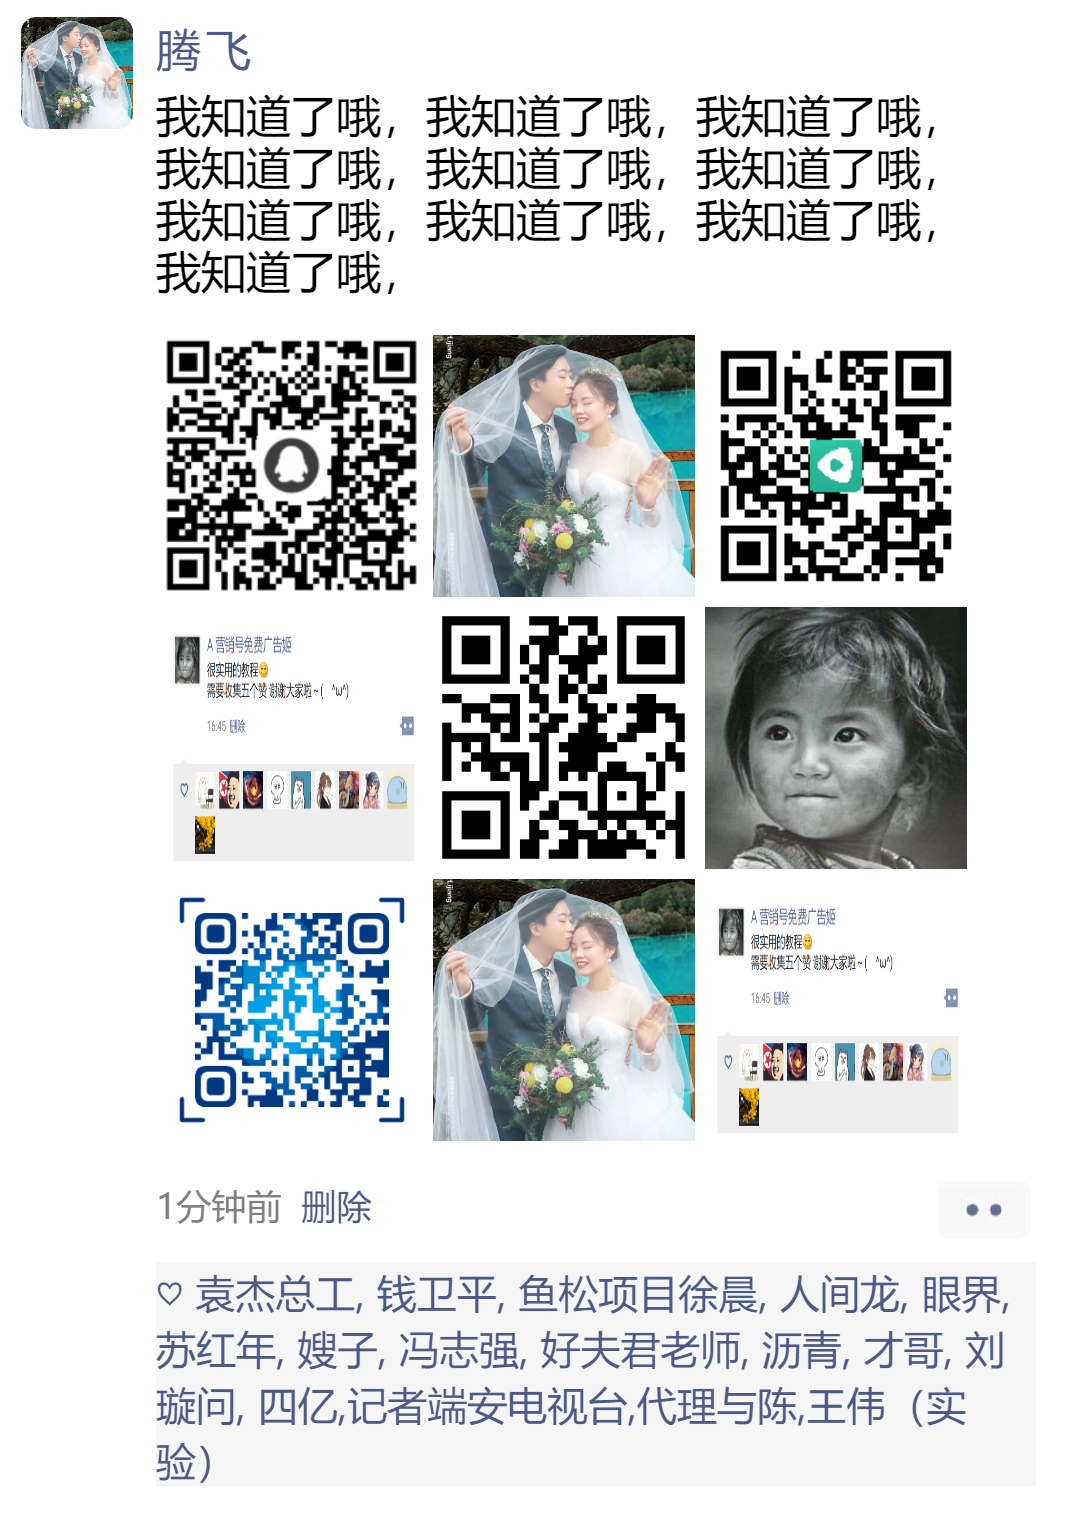 腾飞
我知道了哦，我知道了哦，我知道了哦，
我知道了哦，我知道了哦，我知道了哦，
我知道了哦，我知道了哦，我知道了哦，
我知道了哦，
A 营销号免费广告姬
很实用的教程
需要收集五个赞 谢谢大家啦~(　^ω^)
16:45 删除
A 营销号免费广告姬
很实用的教程
需要收集五个赞 谢谢大家啦~(　^ω^)
16:45 删除
1分钟前 删除
袁杰总工, 钱卫平, 鱼松项目徐晨, 人间龙, 眼界,
苏红年, 嫂子, 冯志强, 好夫君老师, 沥青, 才哥, 刘
璇问, 四亿,记者端安电视台,代理与陈,王伟（实
验）